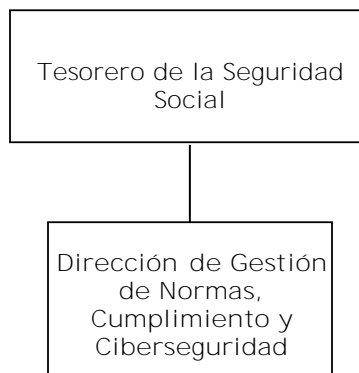 Tesorero de la Seguridad
Social
Dirección de Gestión
de Normas,
Cumplimiento y
Ciberseguridad